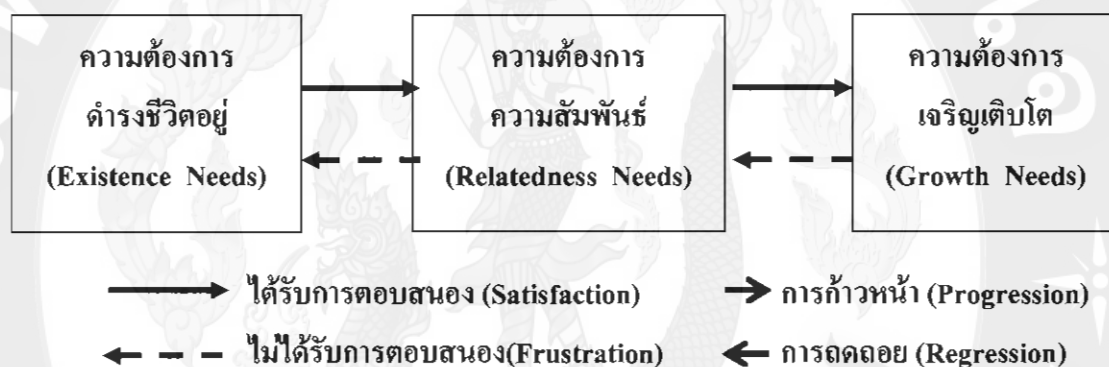 ความต้องการ
ดำรงชีวิตอยู่
(Existence Needs)
ความต้องการ
ความสัมพันธ์
(Relatedness Needs)
ความต้องการ
เจริญเติบโต
(Growth Needs)
ได้รับการตอบสนอง (Satisfaction)
การก้าวหน้า (Progression)
ไม่ได้รับการตอบสนอง(Frustration)
การถดถอย (Regression)